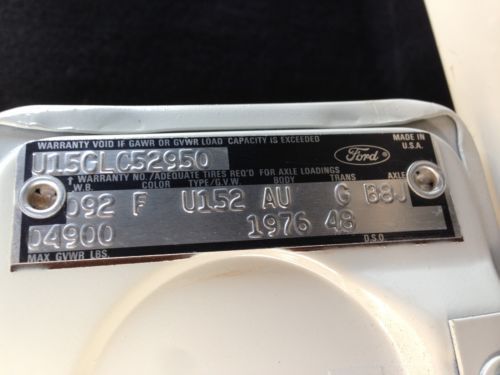 WARRANTY VOID IF GAWR OR GVWR LOAD CAPACITY IS EXCEEDED
Ford
MADE IN U.S.A.
U15GLC52950
WARRANTY NO./ADEQUATE TIRES REQ'D FOR AXLE LOADINGS
W.B. COLOR TYPE/G.V.W. BODY TRANS AXLE
092 F U152 AU G B8J
04900 1976 48
MAX GVWR LBS. D.S.O.